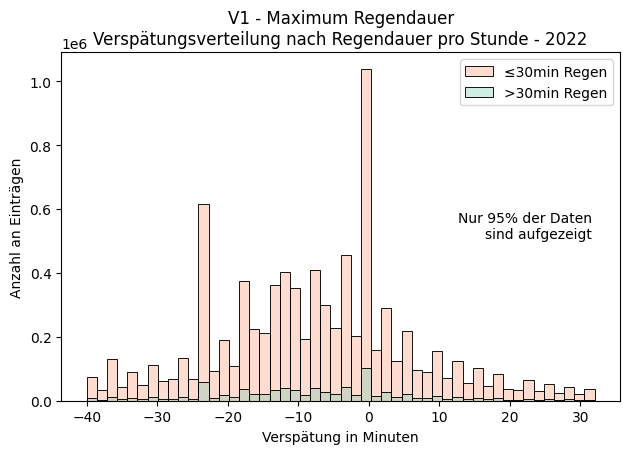 V1 - Maximum Regendauer
Verspätungsverteilung nach Regendauer pro Stunde - 2022
1e6
≤30min Regen
>30min Regen
Nur 95% der Daten
sind aufgezeigt
Anzahl an Einträgen
1.0
0.8
0.6
0.4
0.2
0.0
−40 −30 −20 −10 0 10 20 30
Verspätung in Minuten